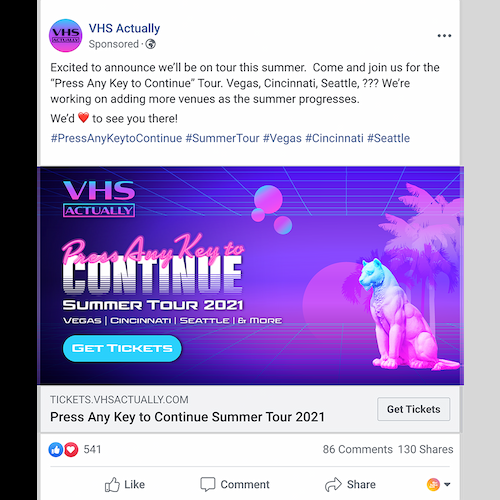 VHS Actually
Sponsored ·
Excited to announce we'll be on tour this summer. Come and join us for the
"Press Any Key to Continue" Tour. Vegas, Cincinnati, Seattle, ??? We're
working on adding more venues as the summer progresses.
We'd ❤️ to see you there!
#PressAnyKeytoContinue #SummerTour #Vegas #Cincinnati #Seattle
VHS
ACTUALLY
Press Any Key to
CONTINUE
SUMMER TOUR 2021
VEGAS | CINCINNATI | SEATTLE | & MORE
GET TICKETS
TICKETS.VHSACTUALLY.COM
Press Any Key to Continue Summer Tour 2021
Get Tickets
541
86 Comments 130 Shares
Like Comment Share